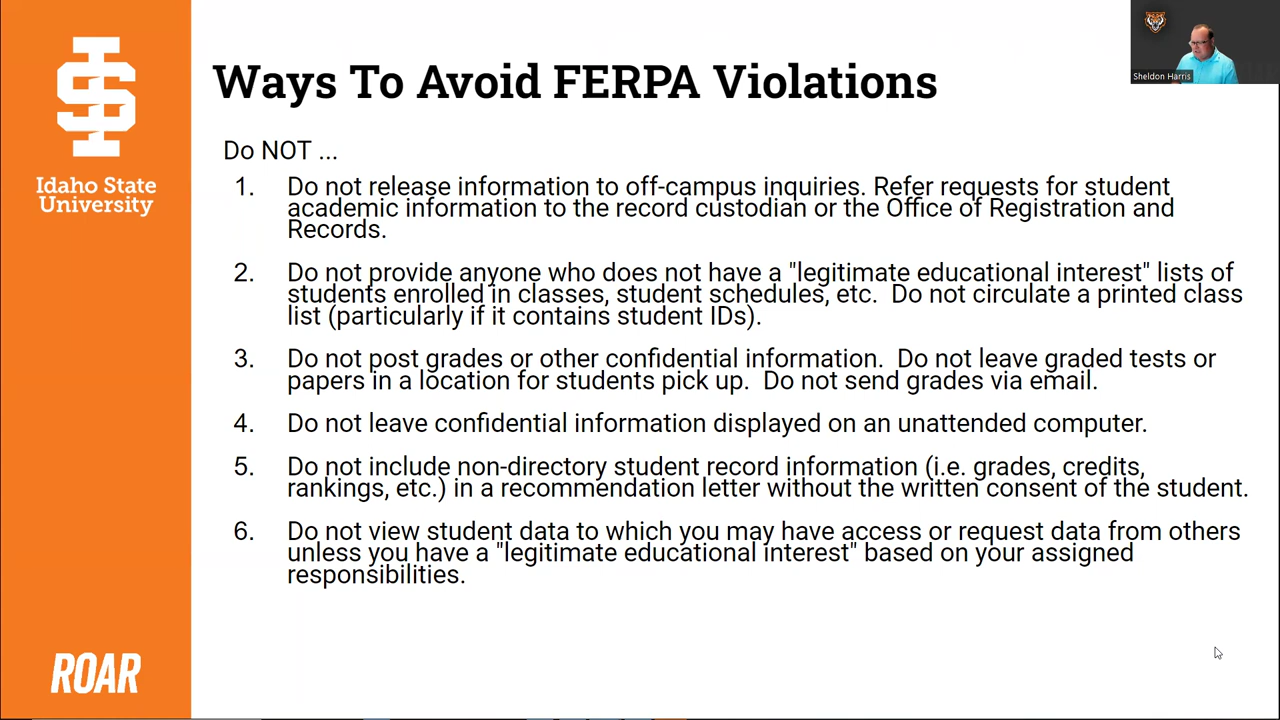 Idaho State
University
ROAR
Sheldon Harris
Ways To Avoid FERPA Violations
Do NOT ...
1. Do not release information to off-campus inquiries. Refer requests for student
academic information to the record custodian or the Office of Registration and
Records.
2. Do not provide anyone who does not have a "legitimate educational interest" lists of
students enrolled in classes, student schedules, etc.  Do not circulate a printed class
list (particularly if it contains student IDs).
3. Do not post grades or other confidential information.  Do not leave graded tests or
papers in a location for students pick up.  Do not send grades via email.
4. Do not leave confidential information displayed on an unattended computer.
5. Do not include non-directory student record information (i.e. grades, credits,
rankings, etc.) in a recommendation letter without the written consent of the student.
6. Do not view student data to which you may have access or request data from others
unless you have a "legitimate educational interest" based on your assigned
responsibilities.